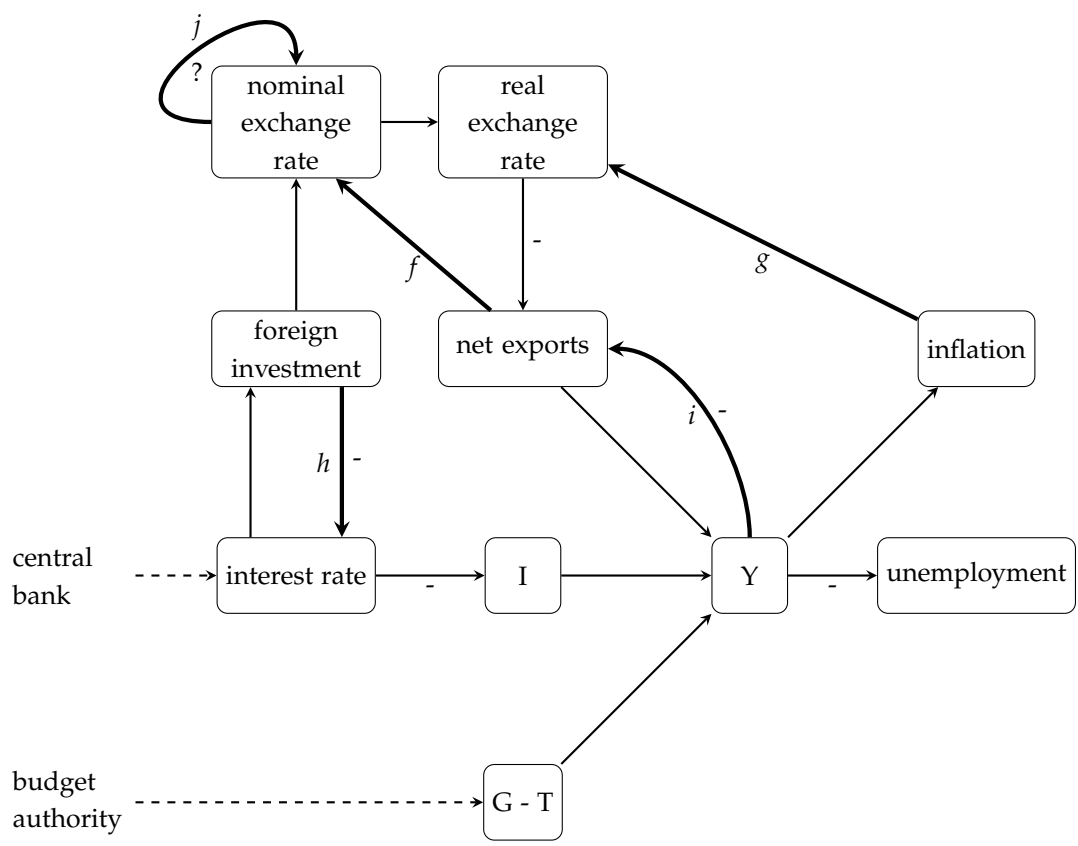 j
?
nominal
exchange
rate
real
exchange
rate
-
f
g
foreign
investment
net exports
inflation
i -
h -
central
bank
interest rate
-
I
Y
-
unemployment
budget
authority
G - T